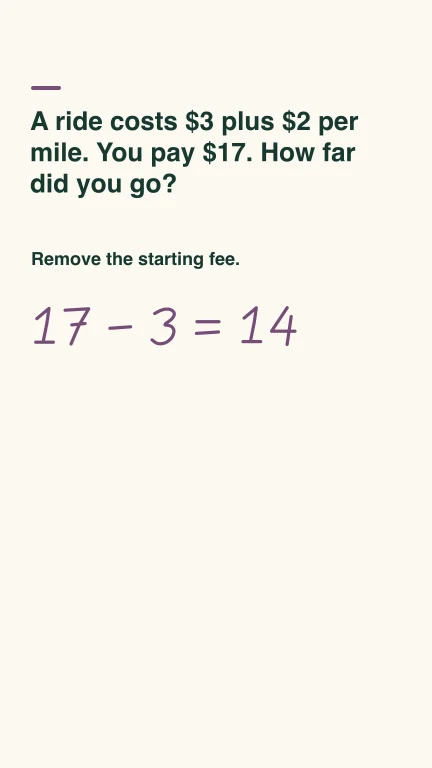 A ride costs $3 plus $2 per
mile. You pay $17. How far
did you go?
Remove the starting fee.
17 - 3 = 14